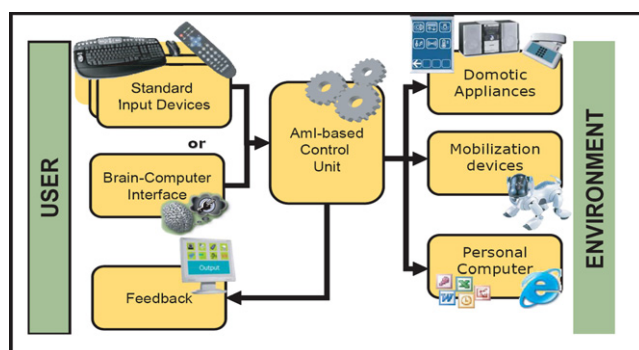 USER
Standard
Input Devices
or
Brain-Computer
Interface
Output
Feedback
AmI-based
Control
Unit
Domotic
Appliances
Mobilization
devices
Personal
Computer
ENVIRONMENT